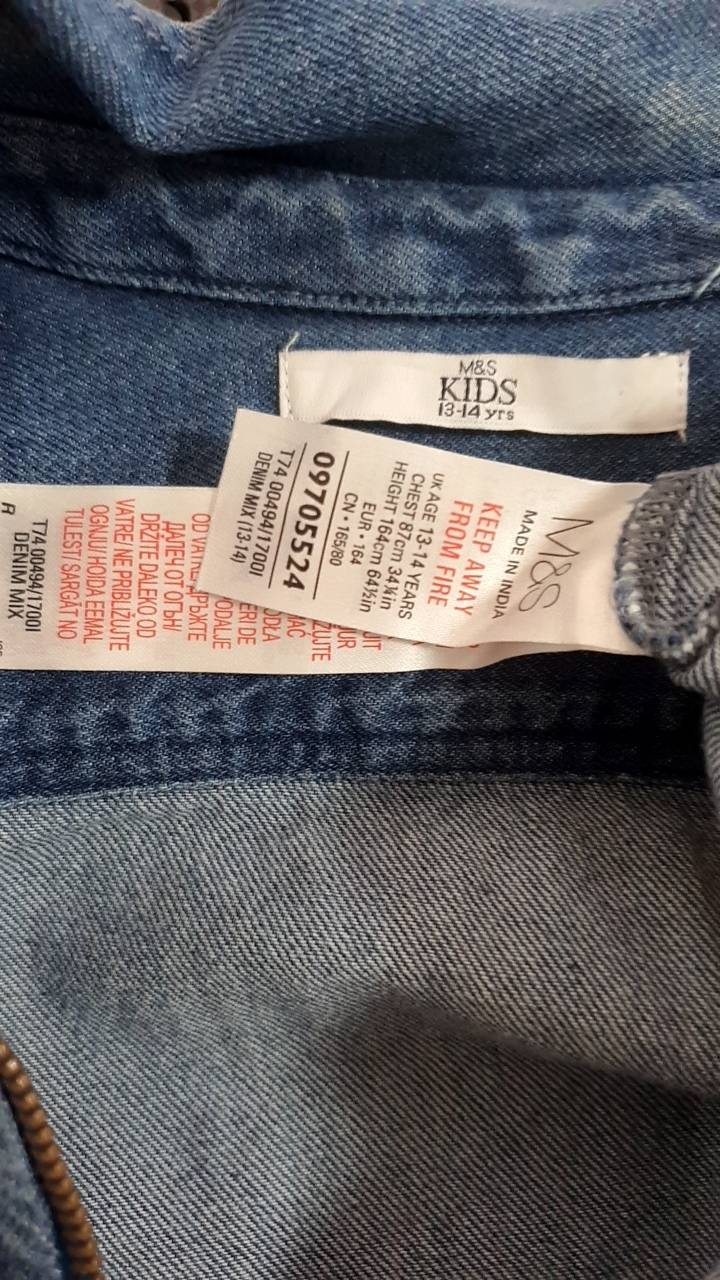 M&S
KIDS
13-14 yrs
M&S
MADE IN INDIA
KEEP AWAY
FROM FIRE
UK AGE 13-14 YEARS
CHEST 87cm 34¼in
HEIGHT 164cm 64½in
EUR • 164
CN • 165/80
09705524
T74 00494/1700I
DENIM MIX (13-14)
ДАЛЕЧ ОТ ОГЪН/
DRŽITE DALEKO OD
VATRE/NE PRIBLIŽUJTE
OGNJU/HOIDA EEMAL
TULEST/SARGĀT NO
T74 00494/1700I
DENIM MIX
R